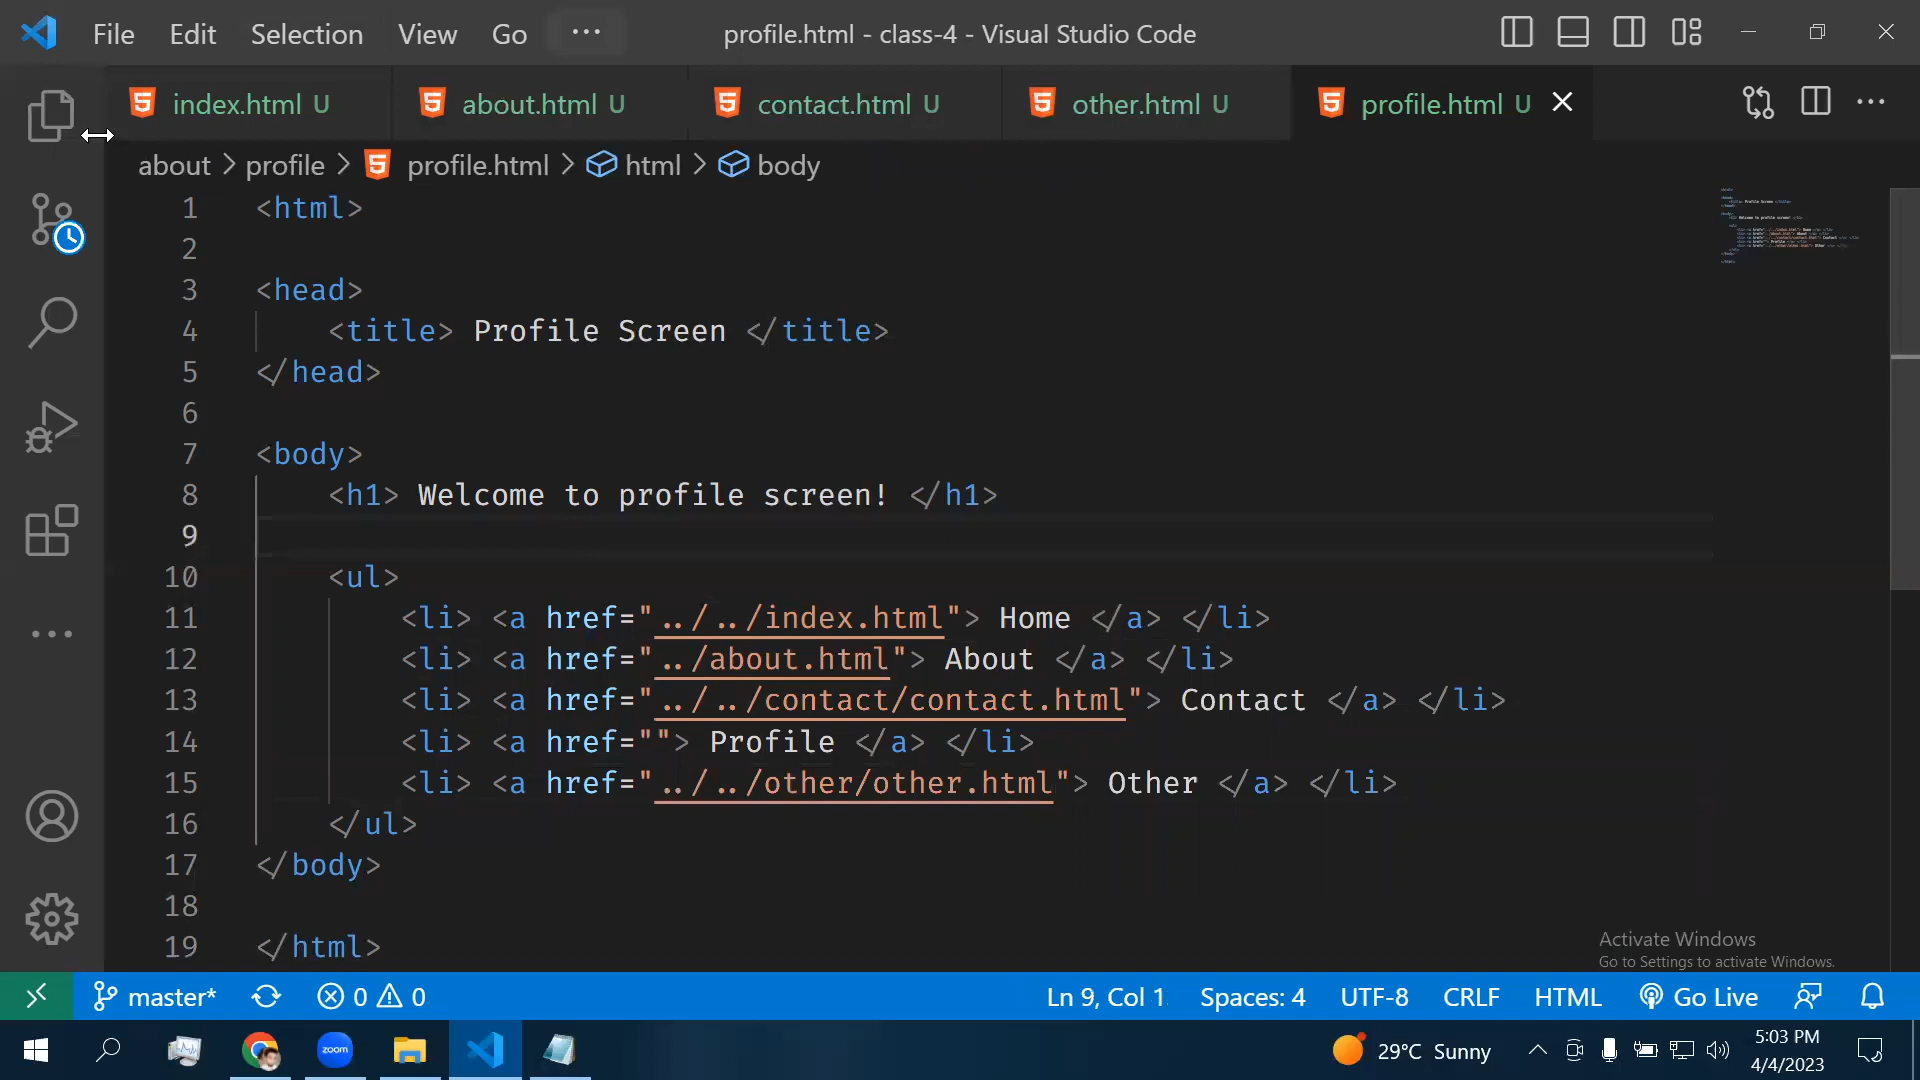 File Edit Selection View Go ··· profile.html - class-4 - Visual Studio Code
index.html U about.html U contact.html U other.html U profile.html U
about > profile > profile.html > html > body
1 <html>
2
3 <head>
4 <title> Profile Screen </title>
5 </head>
6
7 <body>
8 <h1> Welcome to profile screen! </h1>
9
10 <ul>
11 <li> <a href="../../index.html"> Home </a> </li>
12 <li> <a href="../about.html"> About </a> </li>
13 <li> <a href="../../contact/contact.html"> Contact </a> </li>
14 <li> <a href=""> Profile </a> </li>
15 <li> <a href="../../other/other.html"> Other </a> </li>
16 </ul>
17 </body>
18
19 </html>
Activate Windows
Go to Settings to activate Windows.
master* 0 0 Ln 9, Col 1 Spaces: 4 UTF-8 CRLF HTML Go Live
zoom 29°C Sunny 5:03 PM
4/4/2023